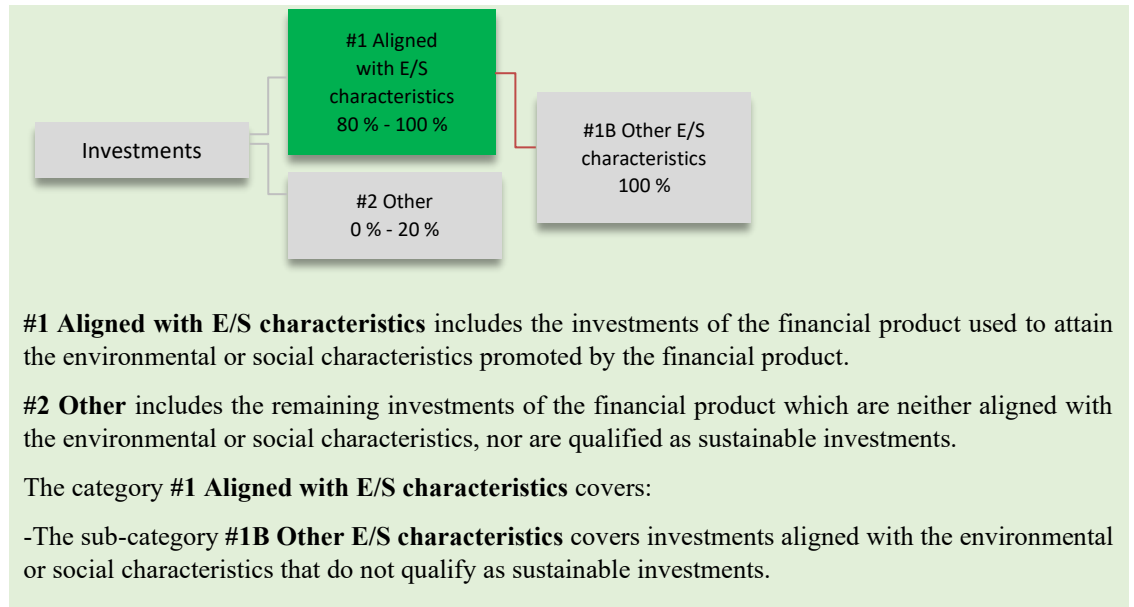 #1 Aligned
with E/S
characteristics
80 % - 100 %
Investments
#1B Other E/S
characteristics
100 %
#2 Other
0 % - 20 %
#1 Aligned with E/S characteristics includes the investments of the financial product used to attain
the environmental or social characteristics promoted by the financial product.
#2 Other includes the remaining investments of the financial product which are neither aligned with
the environmental or social characteristics, nor are qualified as sustainable investments.
The category #1 Aligned with E/S characteristics covers:
-The sub-category #1B Other E/S characteristics covers investments aligned with the environmental
or social characteristics that do not qualify as sustainable investments.